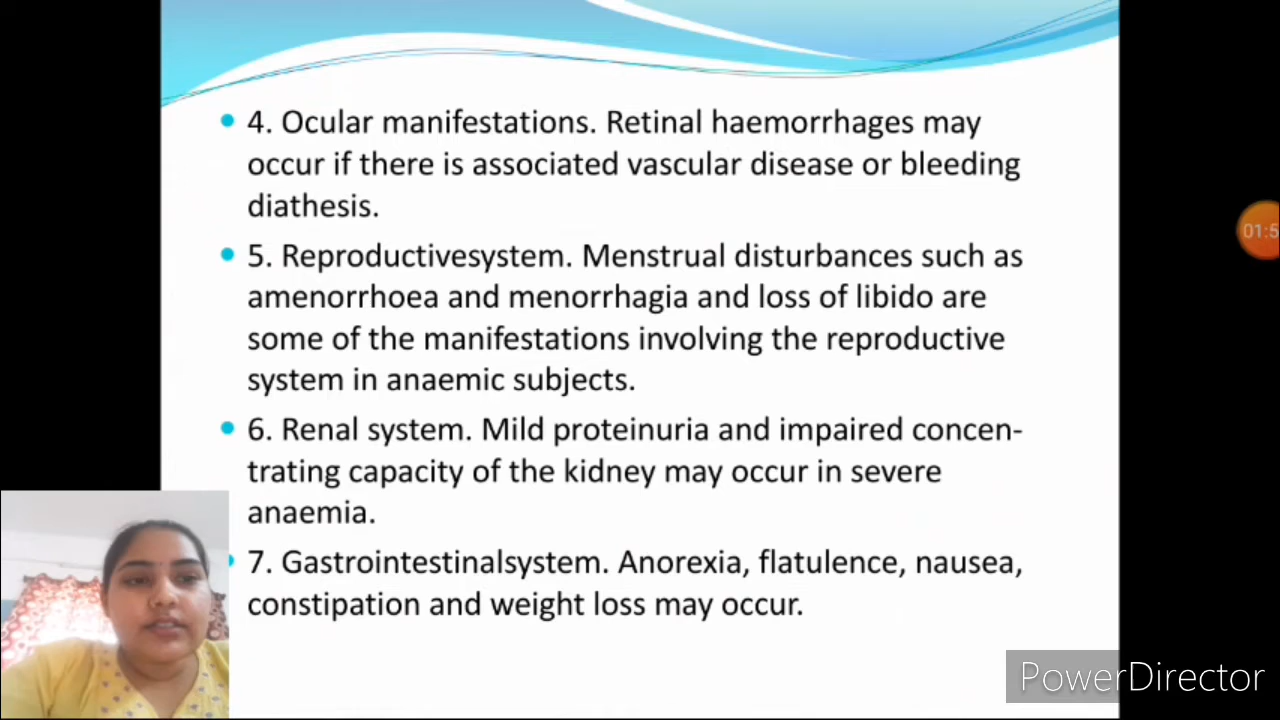 4. Ocular manifestations. Retinal haemorrhages may
occur if there is associated vascular disease or bleeding
diathesis.
5. Reproductivesystem. Menstrual disturbances such as
amenorrhoea and menorrhagia and loss of libido are
some of the manifestations involving the reproductive
system in anaemic subjects.
6. Renal system. Mild proteinuria and impaired concen-
trating capacity of the kidney may occur in severe
anaemia.
7. Gastrointestinalsystem. Anorexia, flatulence, nausea,
constipation and weight loss may occur.
01:5
PowerDirector